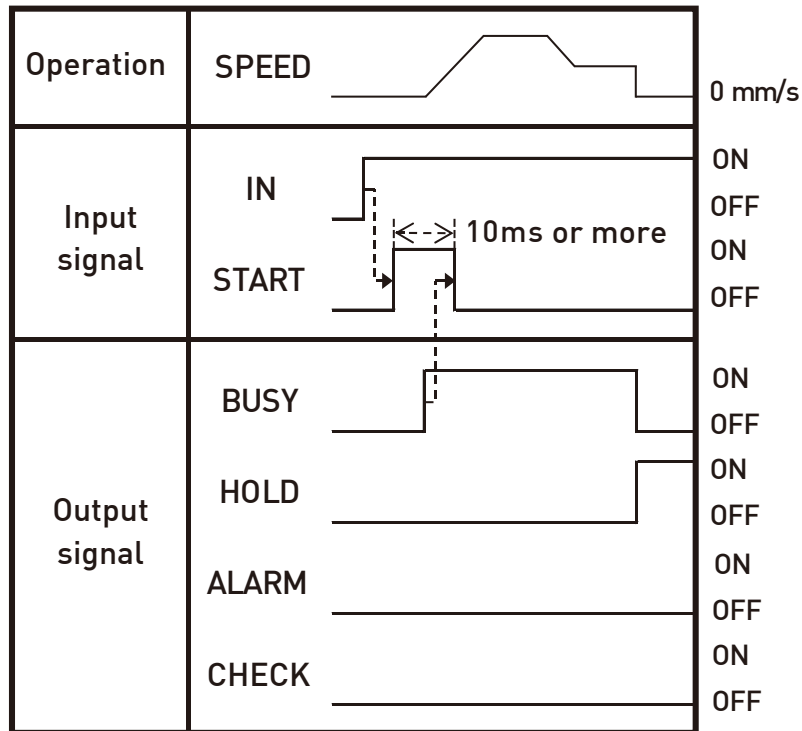 Operation
SPEED
0 mm/s
Input
signal
IN
ON
OFF
10ms or more
START
ON
OFF
Output
signal
BUSY
ON
OFF
HOLD
ON
OFF
ALARM
ON
OFF
CHECK
ON
OFF